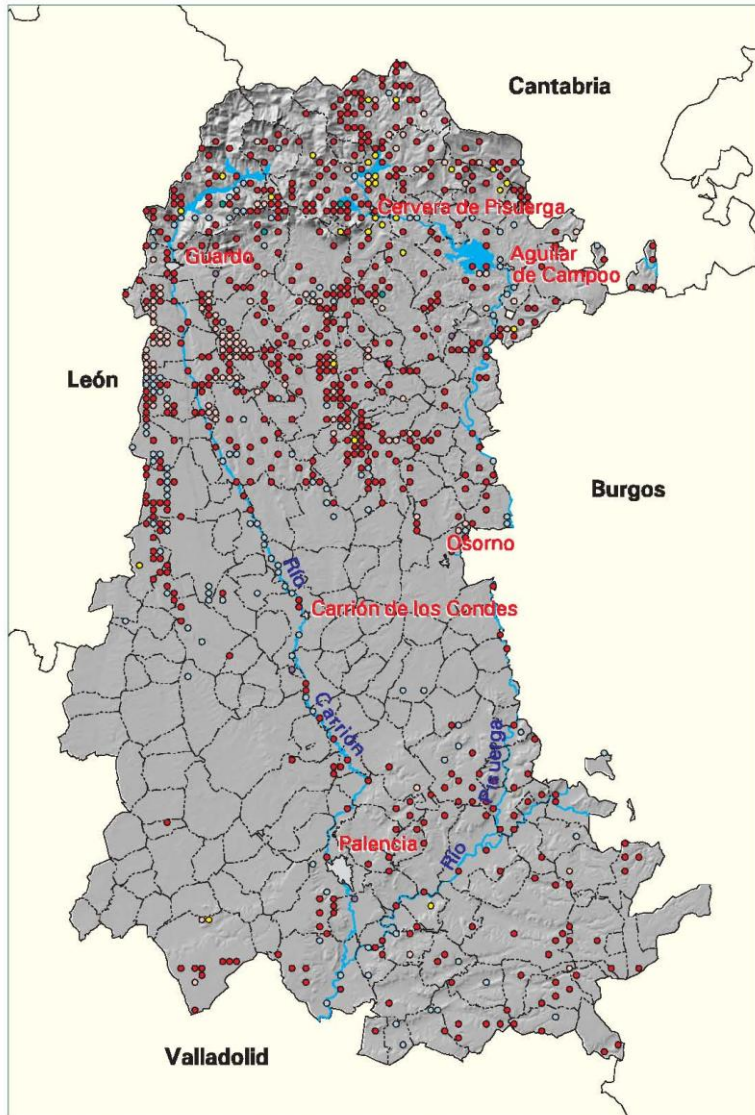 Cantabria
Cervera de Pisuerga
Guardo
Aguilar
de Campoo
León
Burgos
Osorno
Río
Carrión de los Condes
Carrión
Pisuerga
Palencia
Río
Valladolid